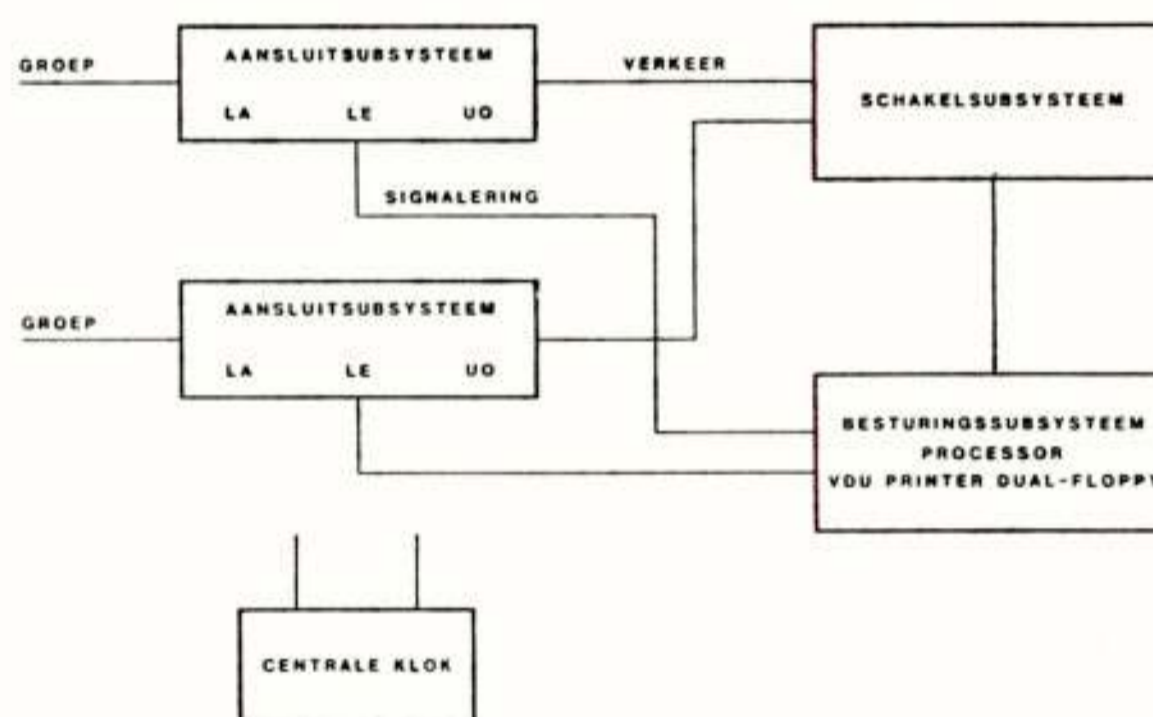 GROEP
AANSLUITSUBSYSTEEM
LA LE UO
VERKEER
SCHAKELSUBSYSTEEM
SIGNALERING
GROEP
AANSLUITSUBSYSTEEM
LA LE UO
BESTURINGSSUBSYSTEEM
PROCESSOR
VDU PRINTER DUAL-FLOPPY
CENTRALE KLOK